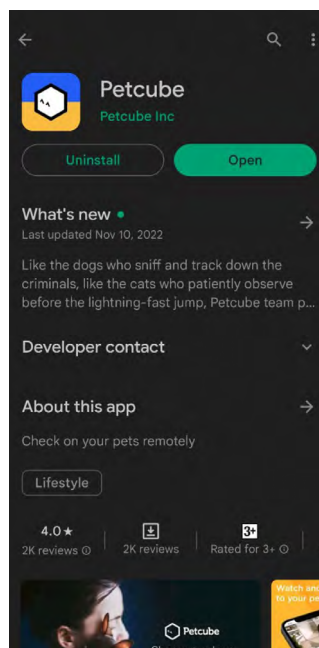 Petcube
Petcube Inc
Uninstall
Open
What's new
Last updated Nov 10, 2022
Like the dogs who sniff and track down the
criminals, like the cats who patiently observe
before the lightning-fast jump, Petcube team p...
Developer contact
About this app
Check on your pets remotely
Lifestyle
4.0★
2K reviews
2K reviews
3+
Rated for 3+
Petcube
Watch and
to your pe